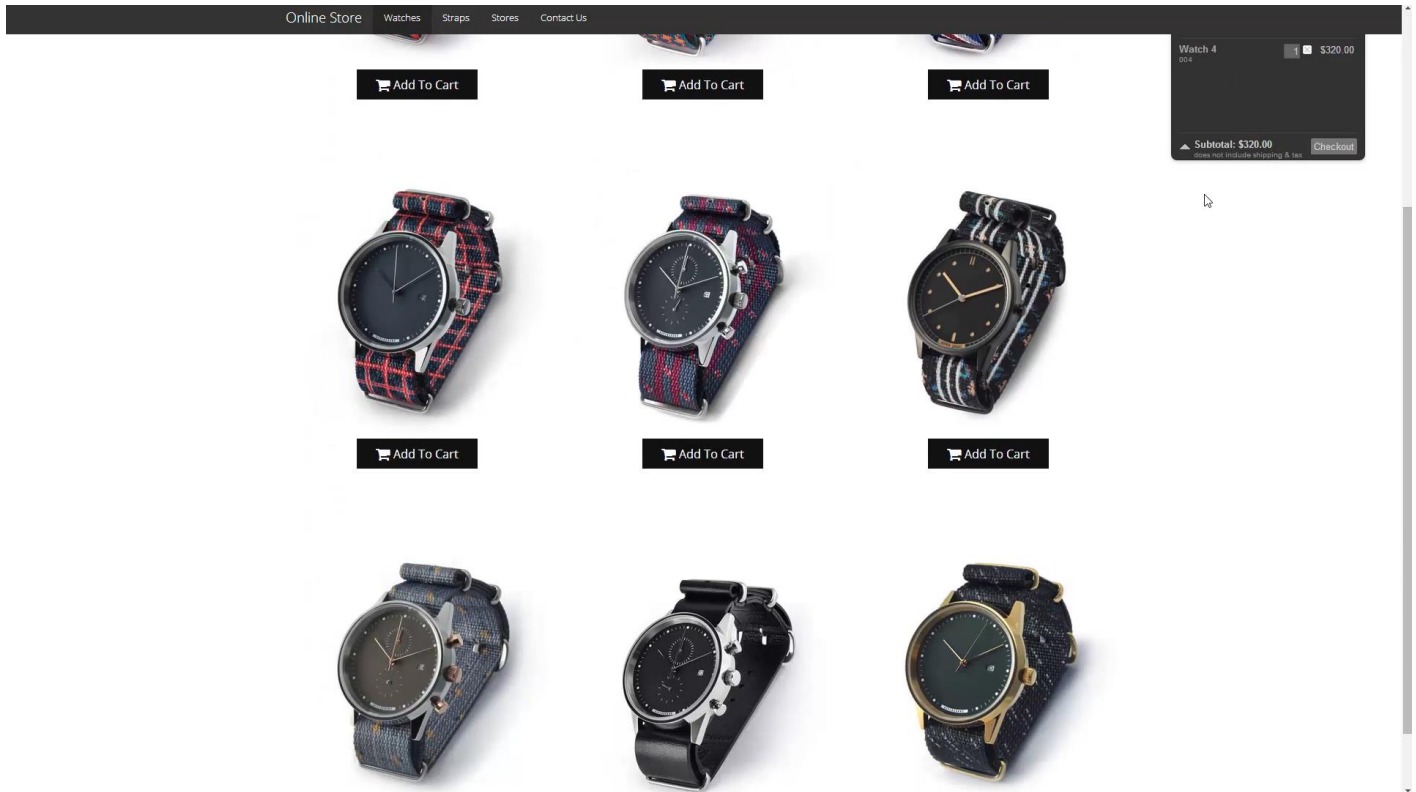 Online Store Watches Straps Stores Contact Us
Watch 4 1 $320.00
004
Add To Cart Add To Cart Add To Cart
Subtotal: $320.00 Checkout
does not include shipping & tax
Add To Cart Add To Cart Add To Cart